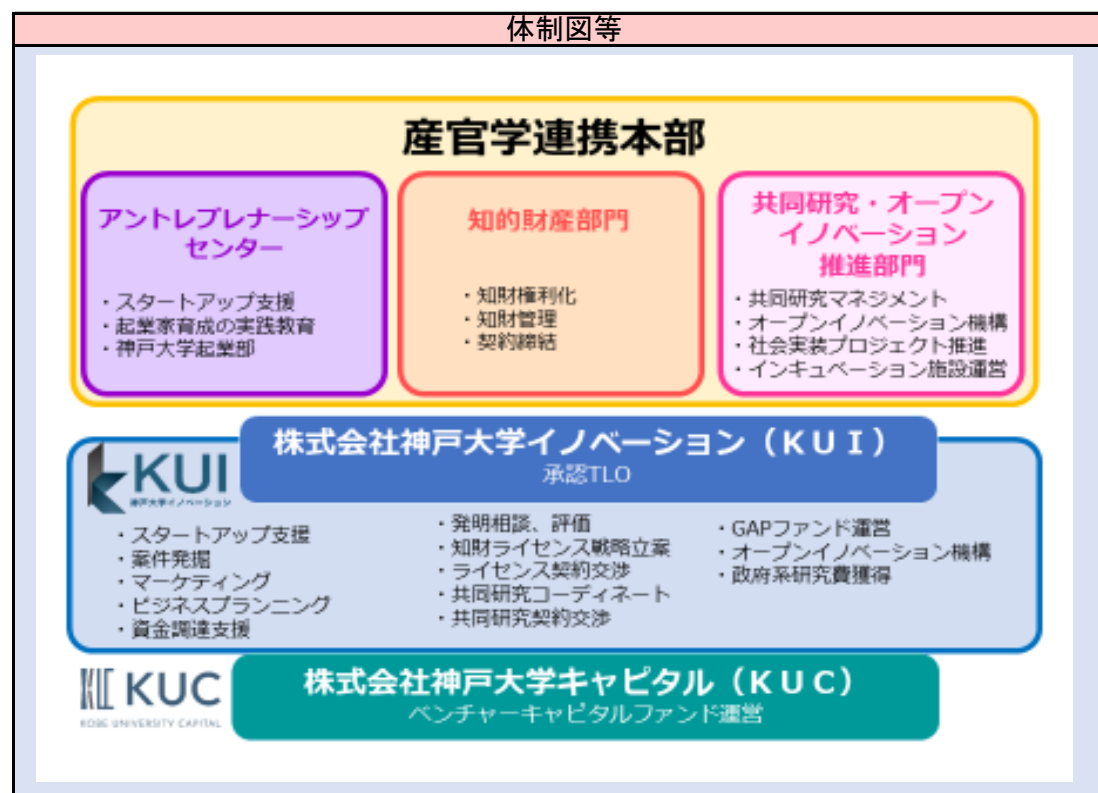 体制図等
産官学連携本部
アントレプレナーシップ
センター
・スタートアップ支援
・起業家育成の実践教育
・神戸大学起業部
知的財産部門
・知財権利化
・知財管理
・契約締結
共同研究・オープン
イノベーション
推進部門
・共同研究マネジメント
・オープンイノベーション機構
・社会実装プロジェクト推進
・インキュベーション施設運営
株式会社神戸大学イノベーション（ＫＵＩ）
承認TLO
KUI
神戸大学イノベーション
・スタートアップ支援
・案件発掘
・マーケティング
・ビジネスプランニング
・資金調達支援
・発明相談、評価
・知財ライセンス戦略立案
・ライセンス契約交渉
・共同研究コーディネート
・共同研究契約交渉
・GAPファンド運営
・オープンイノベーション機構
・政府系研究費獲得
KUC
KOBE UNIVERSITY CAPITAL
株式会社神戸大学キャピタル（ＫＵＣ）
ベンチャーキャピタルファンド運営